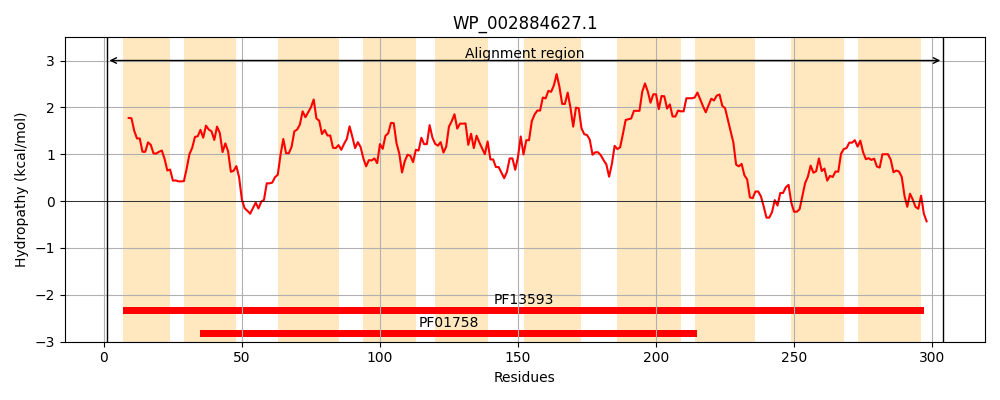 WP_002884627.1
Alignment region
Hydropathy (kcal/mol)
3
2
1
0
−1
−2
−3
PF13593
PF01758
0 50 100 150 200 250 300
Residues